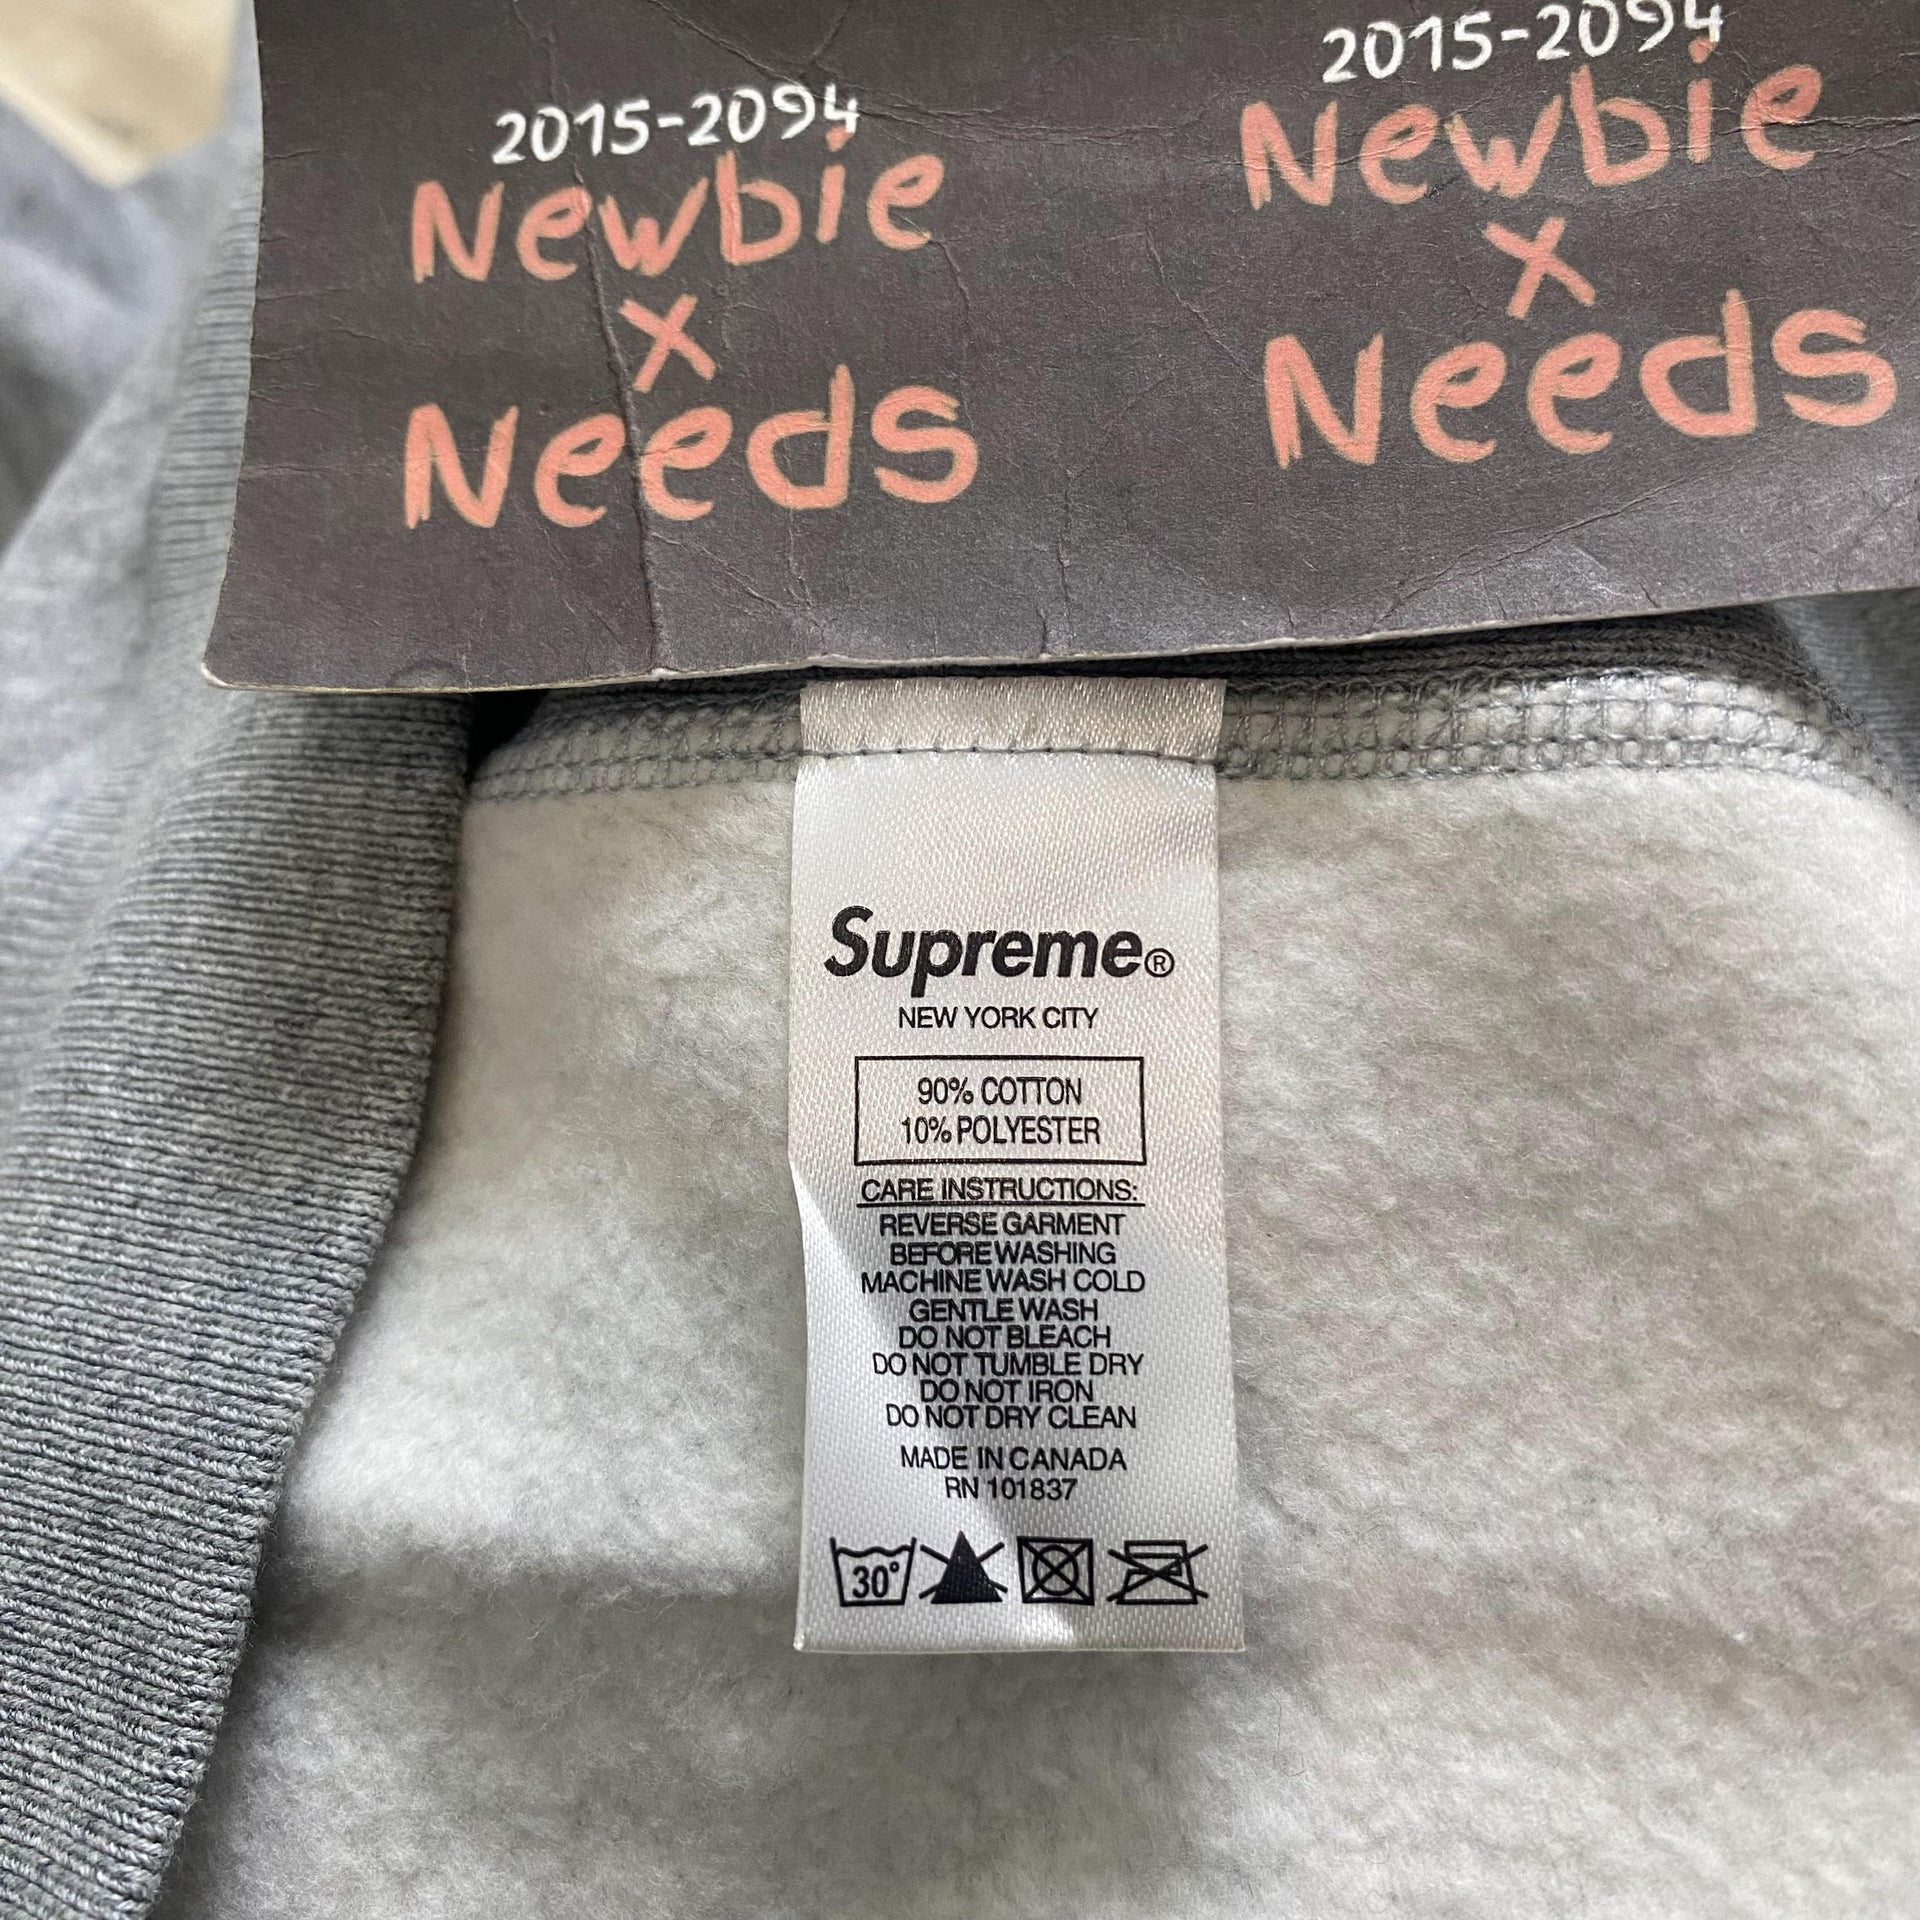 2015-2094
Newbie
x
Needs
2015-2094
Newbie
x
Needs
Supreme®
NEW YORK CITY
90% COTTON
10% POLYESTER
CARE INSTRUCTIONS:
REVERSE GARMENT
BEFORE WASHING
MACHINE WASH COLD
GENTLE WASH
DO NOT BLEACH
DO NOT TUMBLE DRY
DO NOT IRON
DO NOT DRY CLEAN
MADE IN CANADA
RN 101837
30°